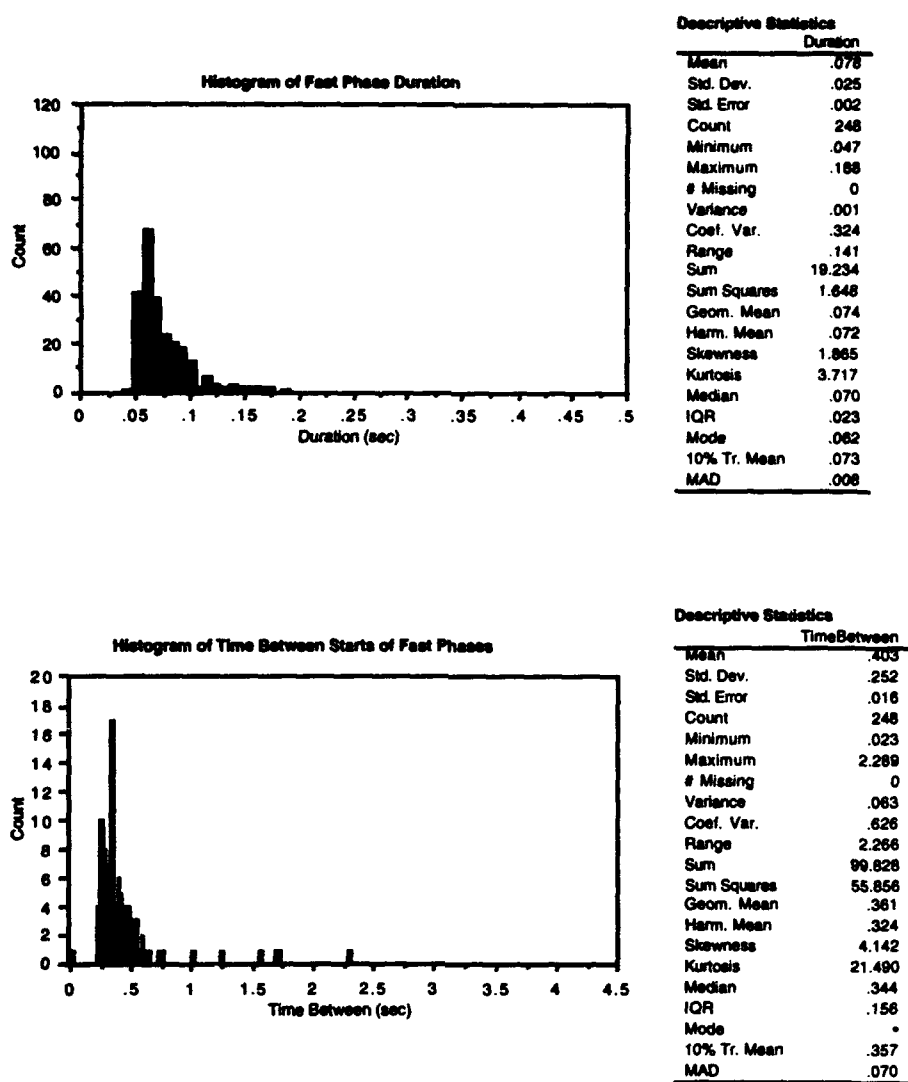 Histogram of Fast Phase Duration
120
100
80
60
40
20
0
Count
0 .05 .1 .15 .2 .25 .3 .35 .4 .45 .5
Duration (sec)
Descriptive Statistics
Duration
Mean .078
Std. Dev. .025
Std. Error .002
Count 248
Minimum .047
Maximum .188
# Missing 0
Variance .001
Coef. Var. .324
Range .141
Sum 19.234
Sum Squares 1.648
Geom. Mean .074
Harm. Mean .072
Skewness 1.865
Kurtosis 3.717
Median .070
IQR .023
Mode .062
10% Tr. Mean .073
MAD .008
Histogram of Time Between Starts of Fast Phases
20
18
16
14
12
10
8
6
4
2
0
Count
0 .5 1 1.5 2 2.5 3 3.5 4 4.5
Time Between (sec)
Descriptive Statistics
TimeBetween
Mean .403
Std. Dev. .252
Std. Error .016
Count 248
Minimum .023
Maximum 2.289
# Missing 0
Variance .063
Coef. Var. .626
Range 2.266
Sum 99.828
Sum Squares 55.856
Geom. Mean .361
Harm. Mean .324
Skewness 4.142
Kurtosis 21.490
Median .344
IQR .156
Mode •
10% Tr. Mean .357
MAD .070